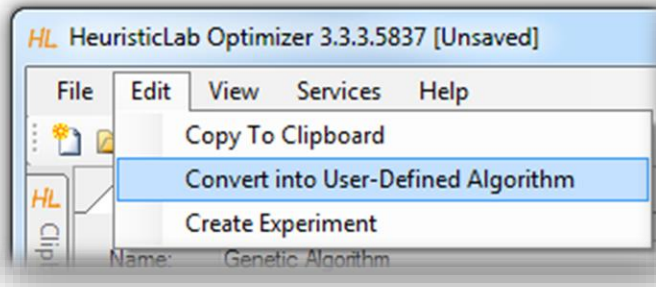 HL HeuristicLab Optimizer 3.3.3.5837 [Unsaved]
File Edit View Services Help
Copy To Clipboard
Convert into User-Defined Algorithm
Create Experiment
HL
Clip
Name: Genetic Algorithm